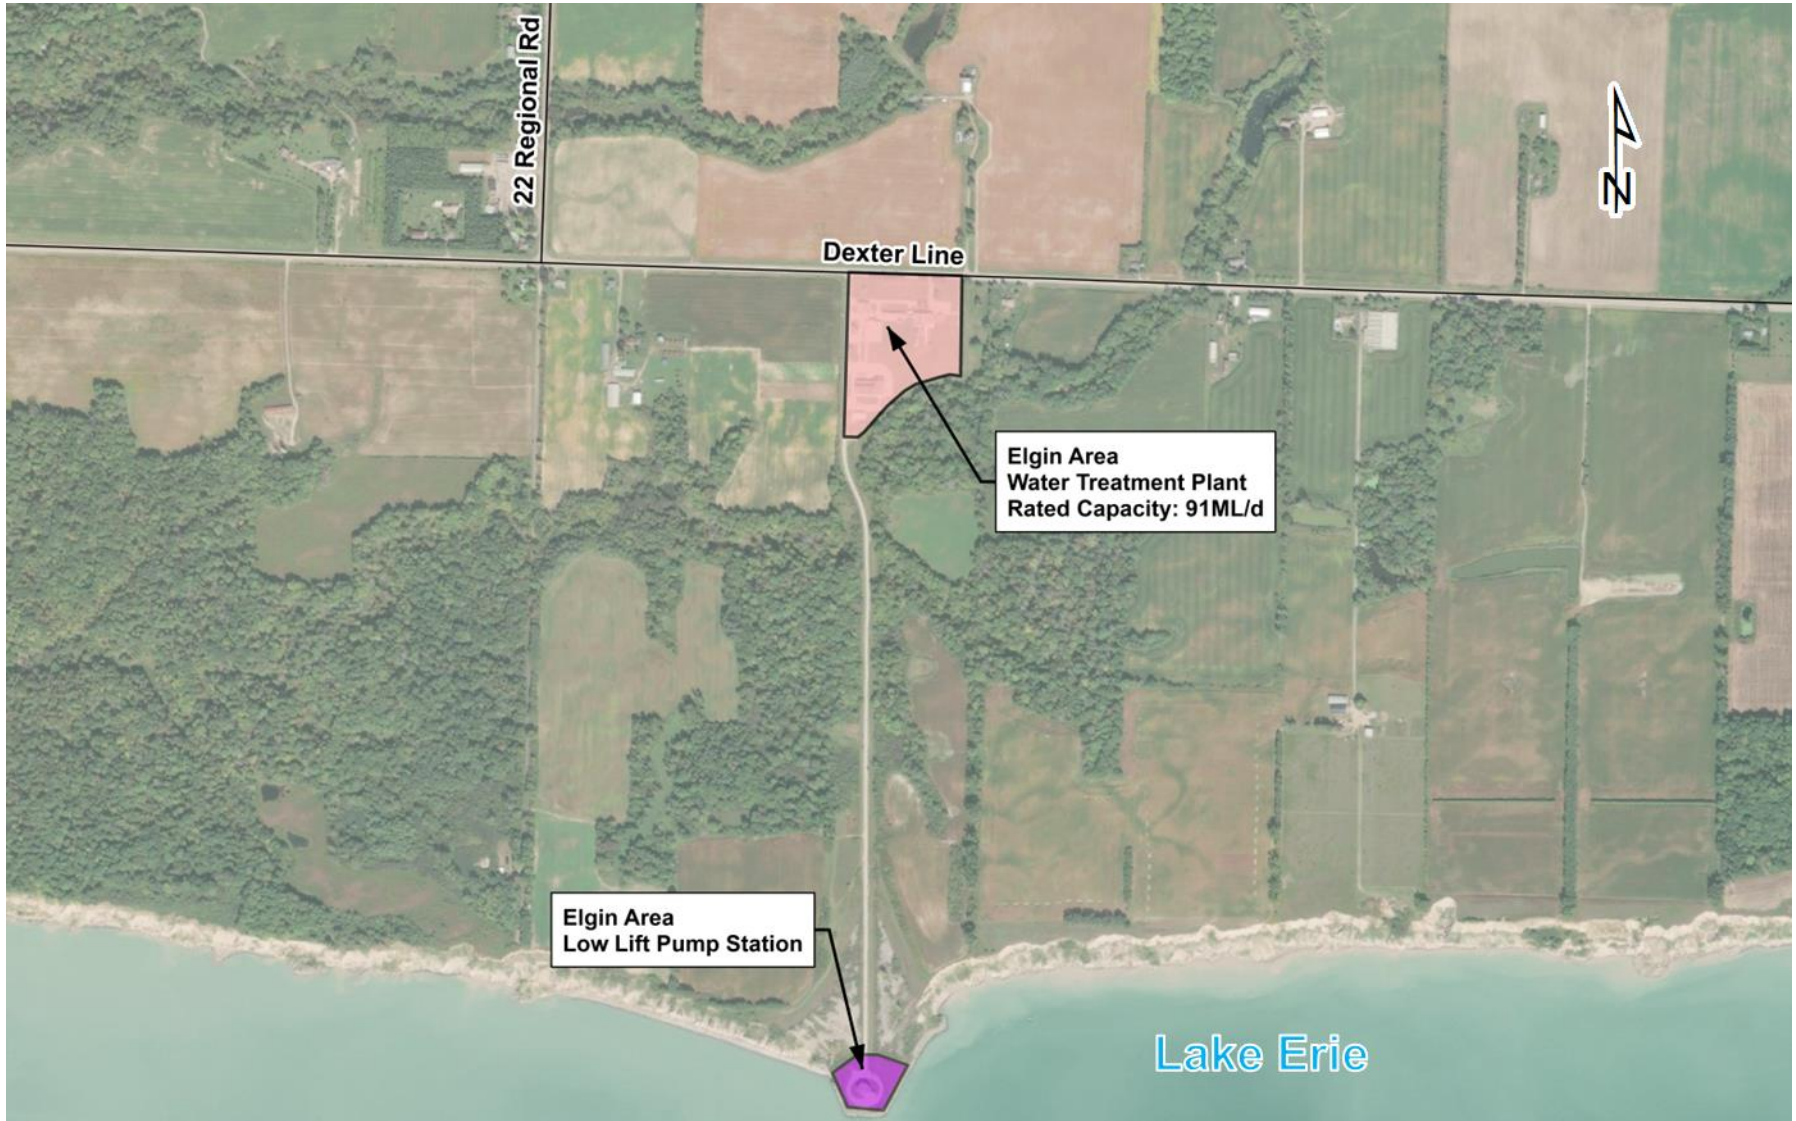 22 Regional Rd
N
Dexter Line
Elgin Area
Water Treatment Plant
Rated Capacity: 91ML/d
Elgin Area
Low Lift Pump Station
Lake Erie